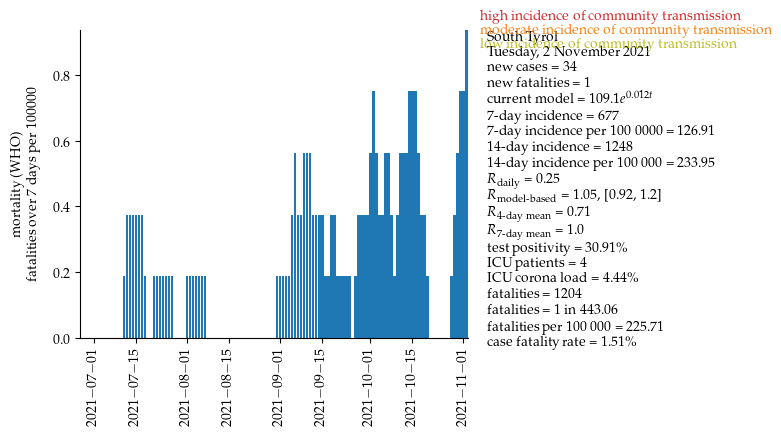 high incidence of community transmission
moderate incidence of community transmission
low incidence of community transmission
South Tyrol
Tuesday, 2 November 2021
new cases = 34
new fatalities = 1
current model = 109.1e^0.012t
7-day incidence = 677
7-day incidence per 100 0000 = 126.91
14-day incidence = 1248
14-day incidence per 100 000 = 233.95
R_daily = 0.25
R_model-based = 1.05, [0.92, 1.2]
R_4-day mean = 0.71
R_7-day mean = 1.0
test positivity = 30.91%
ICU patients = 4
ICU corona load = 4.44%
fatalities = 1204
fatalities = 1 in 443.06
fatalities per 100 000 = 225.71
case fatality rate = 1.51%
mortality (WHO)
fatalities over 7 days per 100000
0.8
0.6
0.4
0.2
0.0
2021−07−01
2021−07−15
2021−08−01
2021−08−15
2021−09−01
2021−09−15
2021−10−01
2021−10−15
2021−11−01